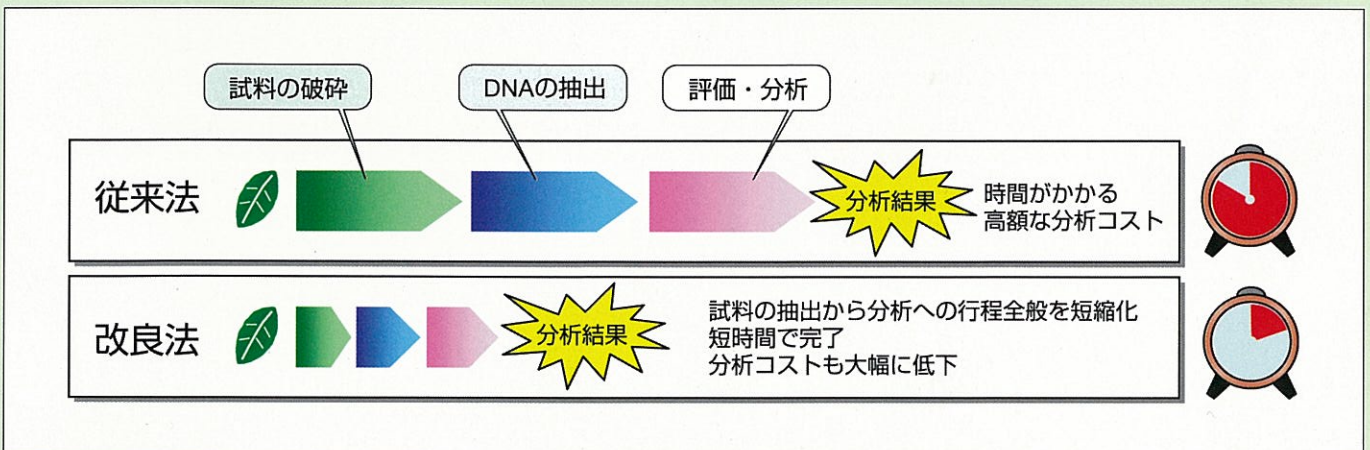 試料の破砕
DNAの抽出
評価・分析
従来法
分析結果
時間がかかる
高額な分析コスト
改良法
分析結果
試料の抽出から分析への行程全般を短縮化
短時間で完了
分析コストも大幅に低下